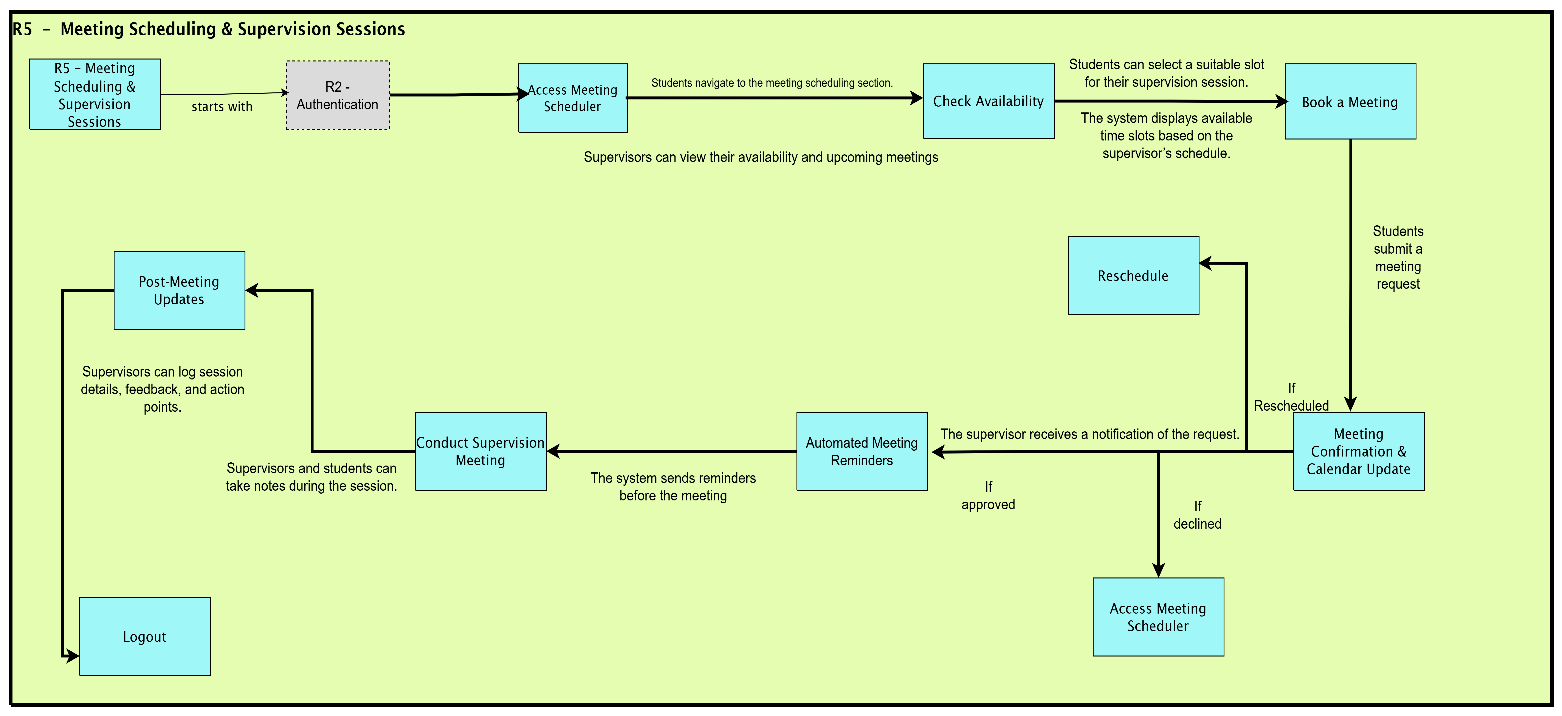 R5 – Meeting Scheduling & Supervision Sessions
R5 – Meeting
Scheduling &
Supervision
Sessions
starts with
R2 -
Authentication
Access Meeting
Scheduler
Students navigate to the meeting scheduling section.
Supervisors can view their availability and upcoming meetings
Check Availability
Students can select a suitable slot
for their supervision session.
The system displays available
time slots based on the
supervisor's schedule.
Book a Meeting
Students
submit a
meeting
request
Reschedule
If
Rescheduled
Meeting
Confirmation &
Calendar Update
The supervisor receives a notification of the request.
If
approved
If
declined
Access Meeting
Scheduler
Automated Meeting
Reminders
The system sends reminders
before the meeting
Conduct Supervision
Meeting
Supervisors and students can
take notes during the session.
Post-Meeting
Updates
Supervisors can log session
details, feedback, and action
points.
Logout